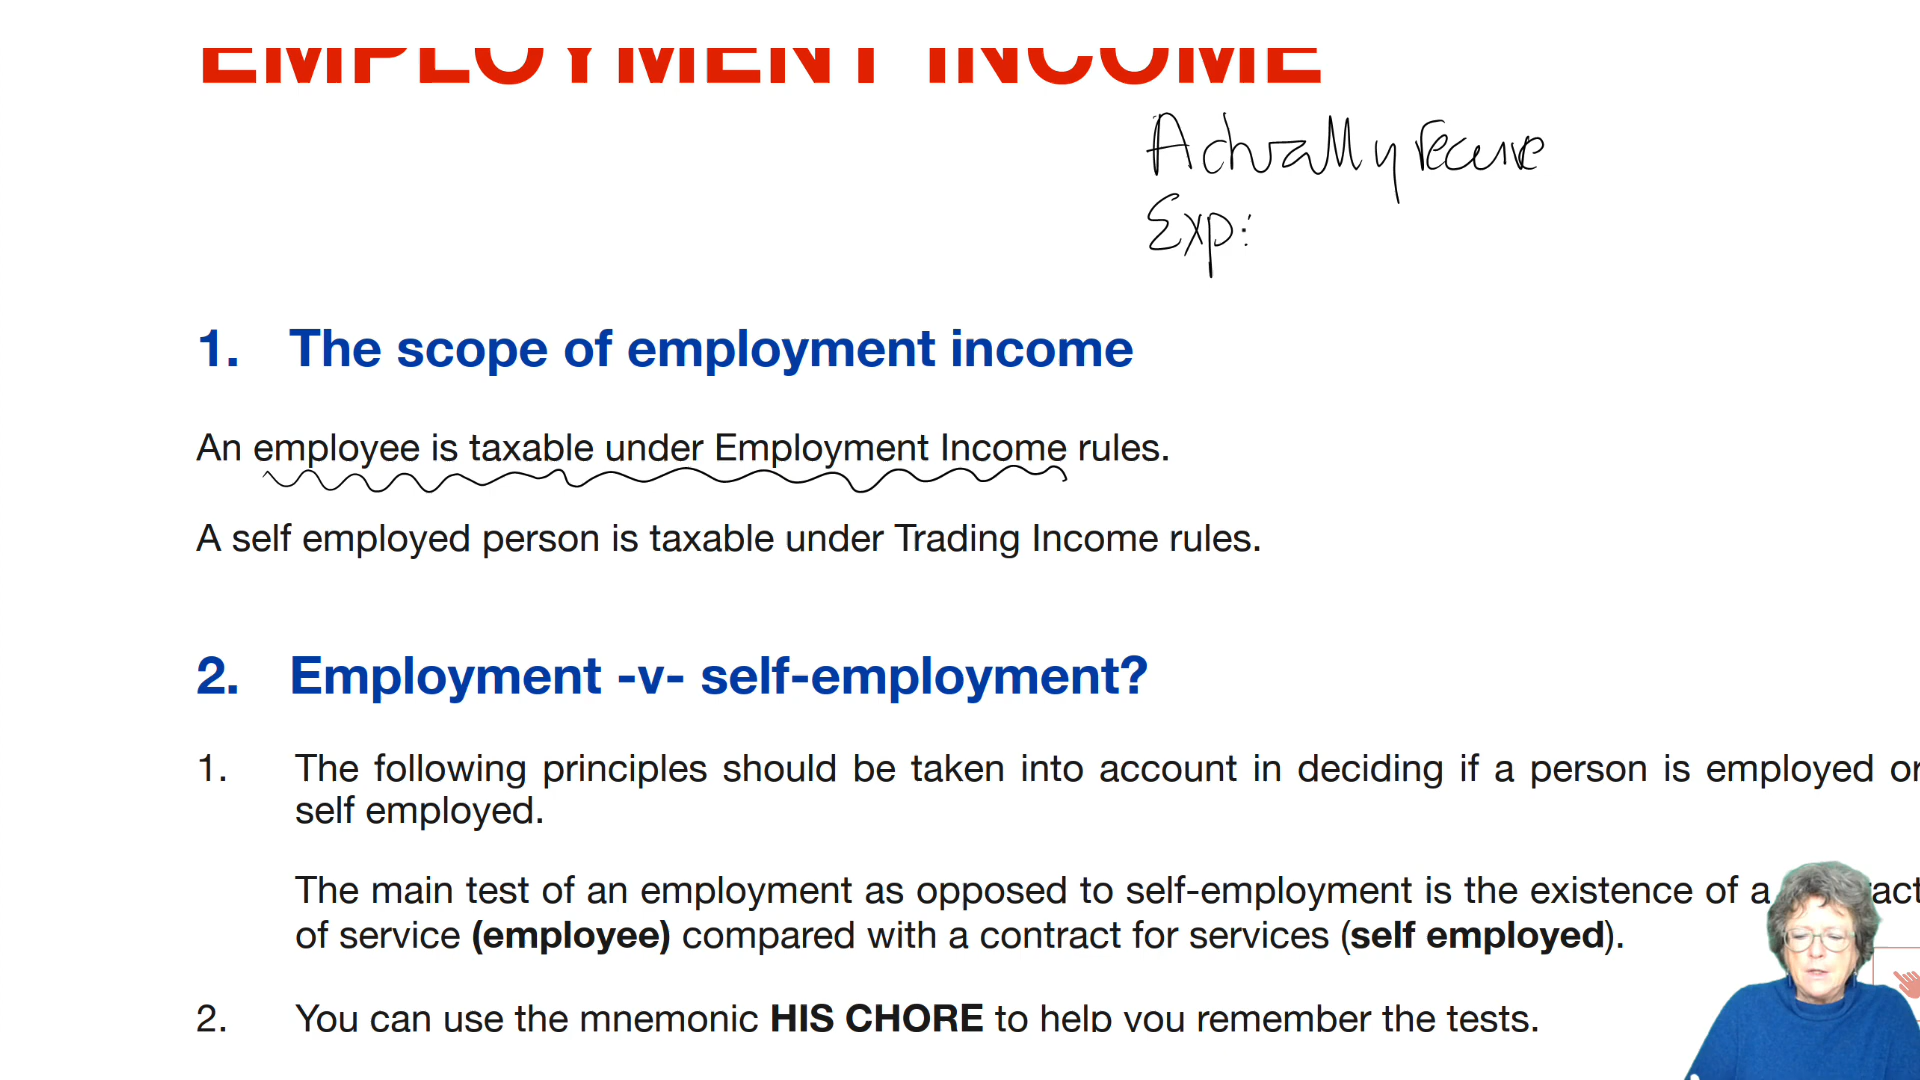 EMPLOYMENT INCOME
Actually receive
Exp:
1. The scope of employment income
An employee is taxable under Employment Income rules.
A self employed person is taxable under Trading Income rules.
2. Employment -v- self-employment?
1. The following principles should be taken into account in deciding if a person is employed or
self employed.
The main test of an employment as opposed to self-employment is the existence of a act
of service (employee) compared with a contract for services (self employed).
2. You can use the mnemonic HIS CHORE to help you remember the tests.